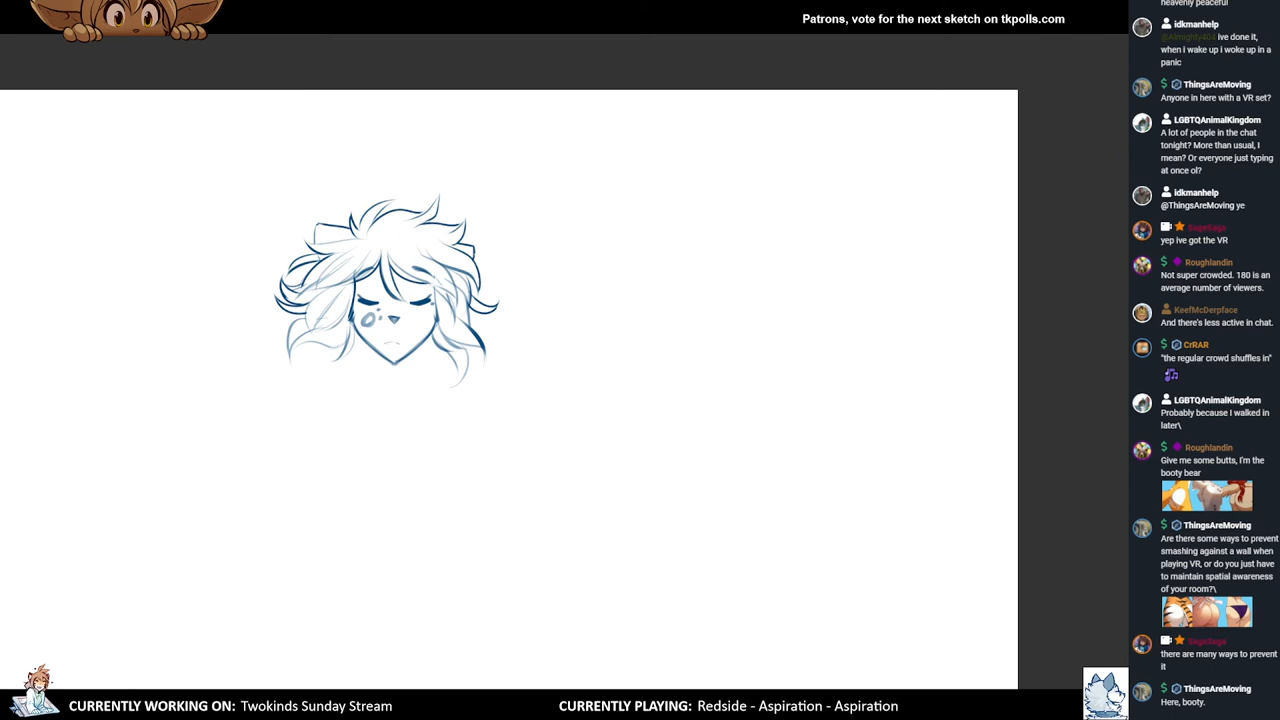 Patrons, vote for the next sketch on tkpolls.com
heavenly peaceful
idkmanhelp
@Almighty404 ive done it,
when i wake up i woke up in a
panic
ThingsAreMoving
Anyone in here with a VR set?
LGBTQAnimalKingdom
A lot of people in the chat
tonight? More than usual, I
mean? Or everyone just typing
at once ol?
idkmanhelp
@ThingsAreMoving ye
SageSaga
yep ive got the VR
Roughlandin
Not super crowded. 180 is an
average number of viewers.
KeefMcDerpface
And there's less active in chat.
CrRAR
"the regular crowd shuffles in"
LGBTQAnimalKingdom
Probably because I walked in
later\
Roughlandin
Give me some butts, I'm the
booty bear
ThingsAreMoving
Are there some ways to prevent
smashing against a wall when
playing VR, or do you just have
to maintain spatial awareness
of your room?\
SageSaga
there are many ways to prevent
it
ThingsAreMoving
Here, booty.
CURRENTLY WORKING ON: Twokinds Sunday Stream
CURRENTLY PLAYING: Redside - Aspiration - Aspiration